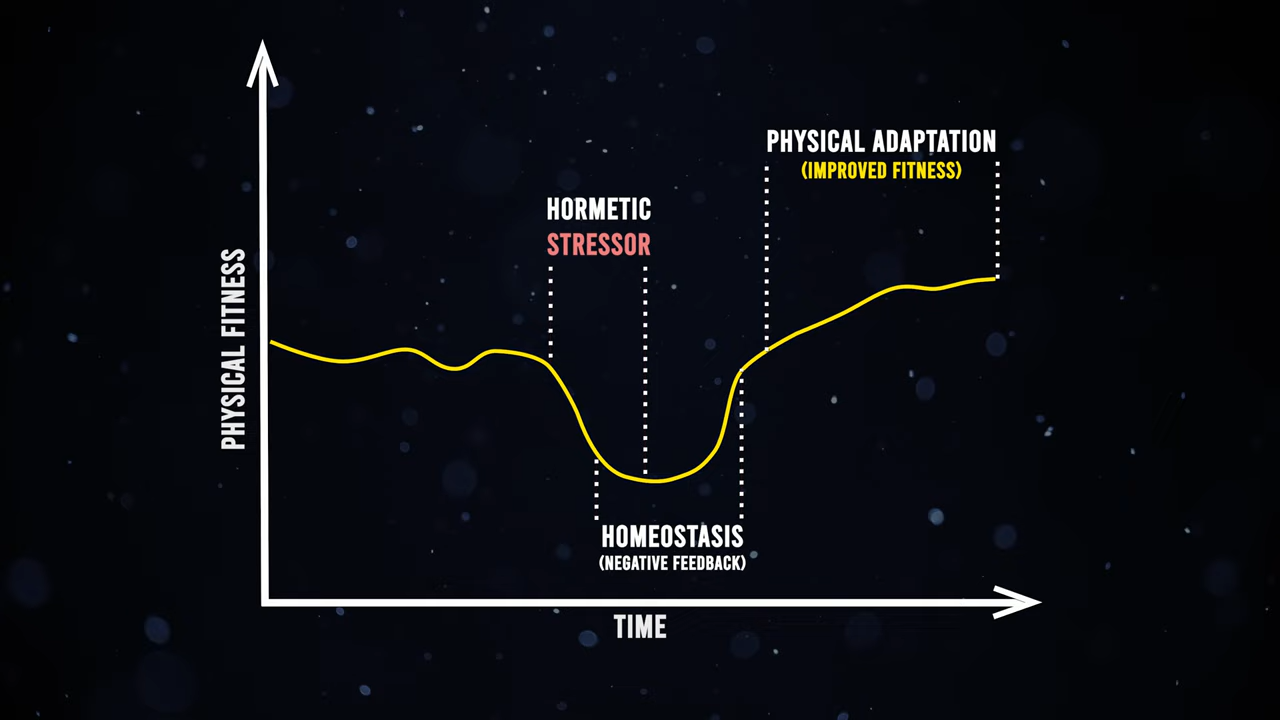 PHYSICAL ADAPTATION
(IMPROVED FITNESS)
HORMETIC
STRESSOR
PHYSICAL FITNESS
HOMEOSTASIS
(NEGATIVE FEEDBACK)
TIME